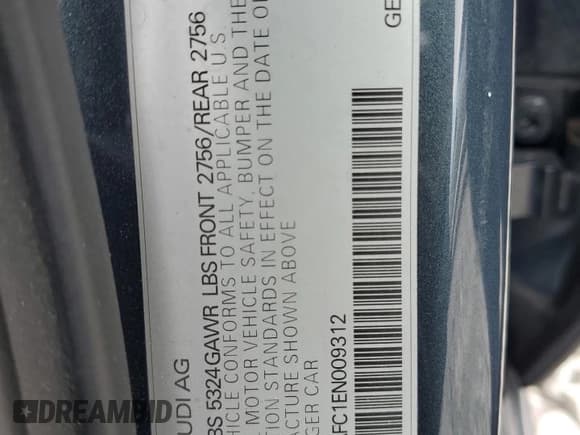 GE
UDI AG
BS 5324GAWR LBS FRONT 2756/REAR 2756
HICLE CONFORMS TO ALL APPLICABLE U.S.
MOTOR VEHICLE SAFETY, BUMPER AND THE
TION STANDARDS IN EFFECT ON THE DATE OF
ACTURE SHOWN ABOVE
GER CAR
FC1EN009312
DREAMBID